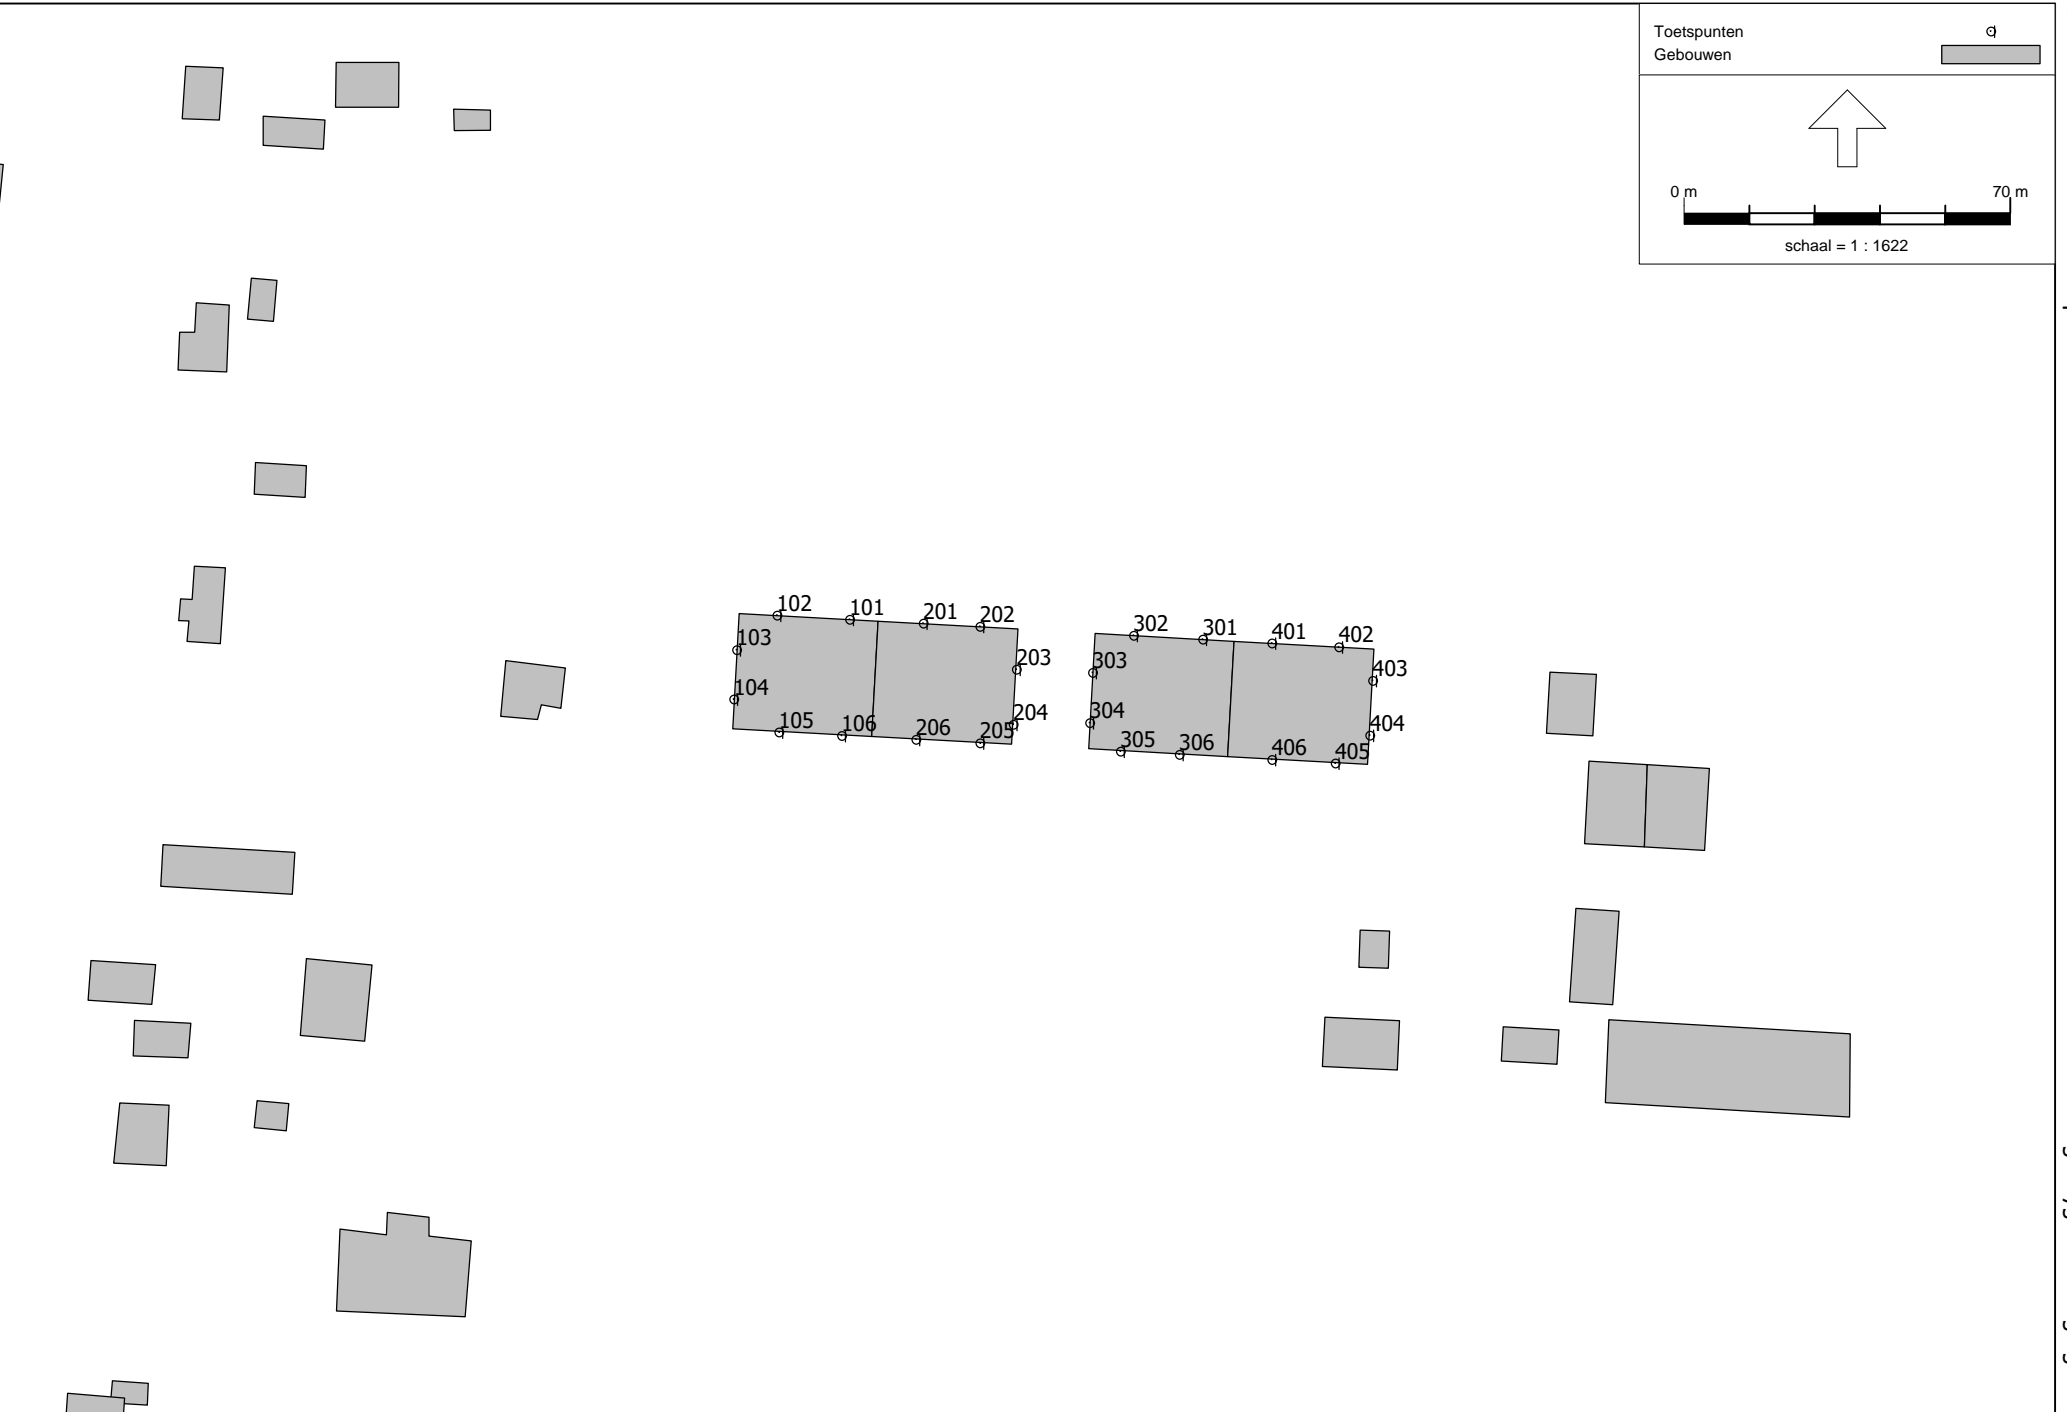 Toetspunten
Gebouwen
0 m 70 m
schaal = 1 : 1622
102 101 201 202
302 301 401 402
103 203 303 403
104 204 304 404
105 106 206 205
305 306 406 405